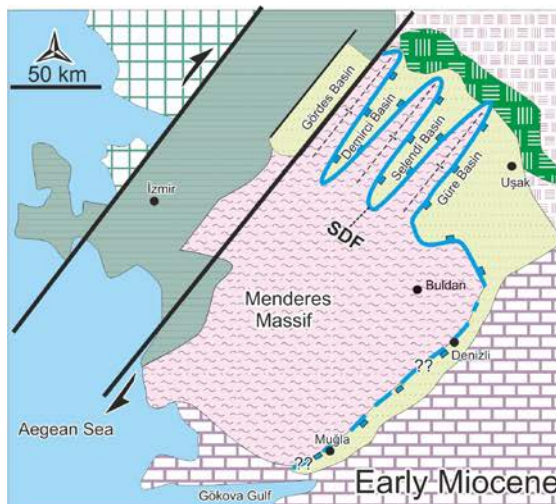 50 km
Gördes Basin
Demirci Basin
Selendi Basin
Güre Basin
Uşak
İzmir
SDF
Buldan
Menderes
Massif
Denizli
??
Aegean Sea
Muğla
??
Early Miocene
Gökova Gulf